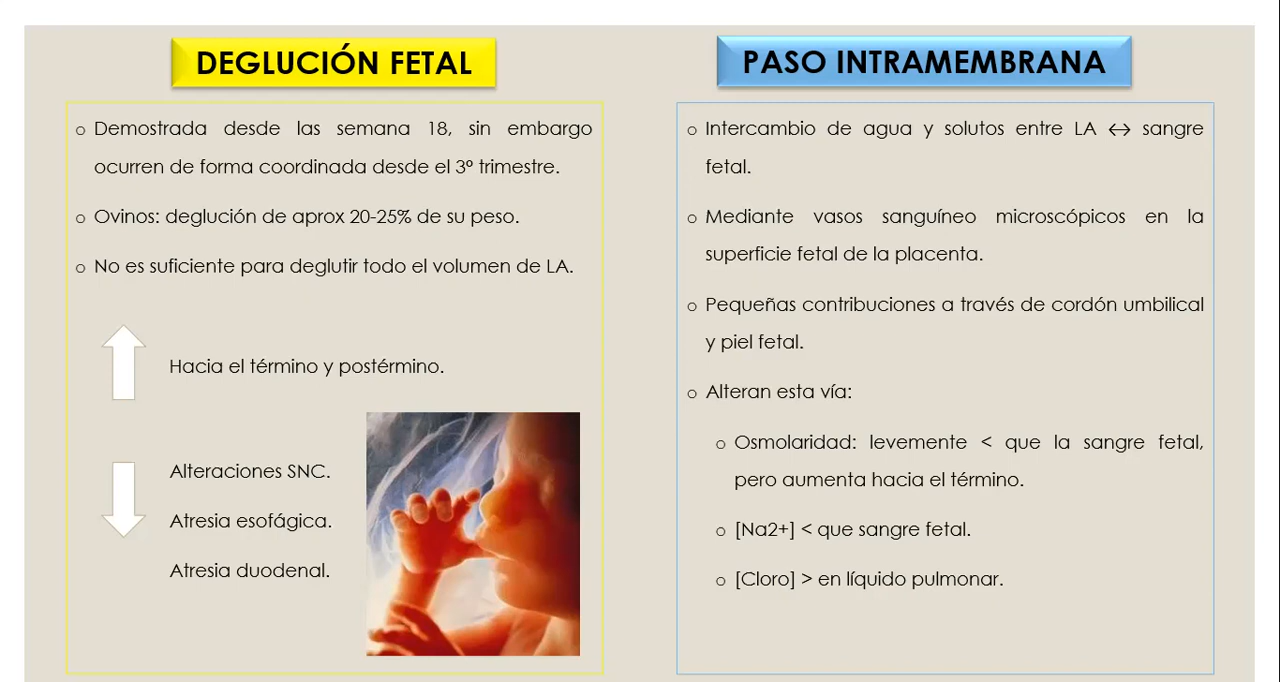 DEGLUCIÓN FETAL
o Demostrada desde las semana 18, sin embargo
ocurren de forma coordinada desde el 3º trimestre.
o Ovinos: deglución de aprox 20-25% de su peso.
o No es suficiente para deglutir todo el volumen de LA.
Hacia el término y postérmino.
Alteraciones SNC.
Atresia esofágica.
Atresia duodenal.
PASO INTRAMEMBRANA
o Intercambio de agua y solutos entre LA ↔ sangre
fetal.
o Mediante vasos sanguíneo microscópicos en la
superficie fetal de la placenta.
o Pequeñas contribuciones a través de cordón umbilical
y piel fetal.
o Alteran esta vía:
o Osmolaridad: levemente < que la sangre fetal,
pero aumenta hacia el término.
o [Na2+] < que sangre fetal.
o [Cloro] > en líquido pulmonar.